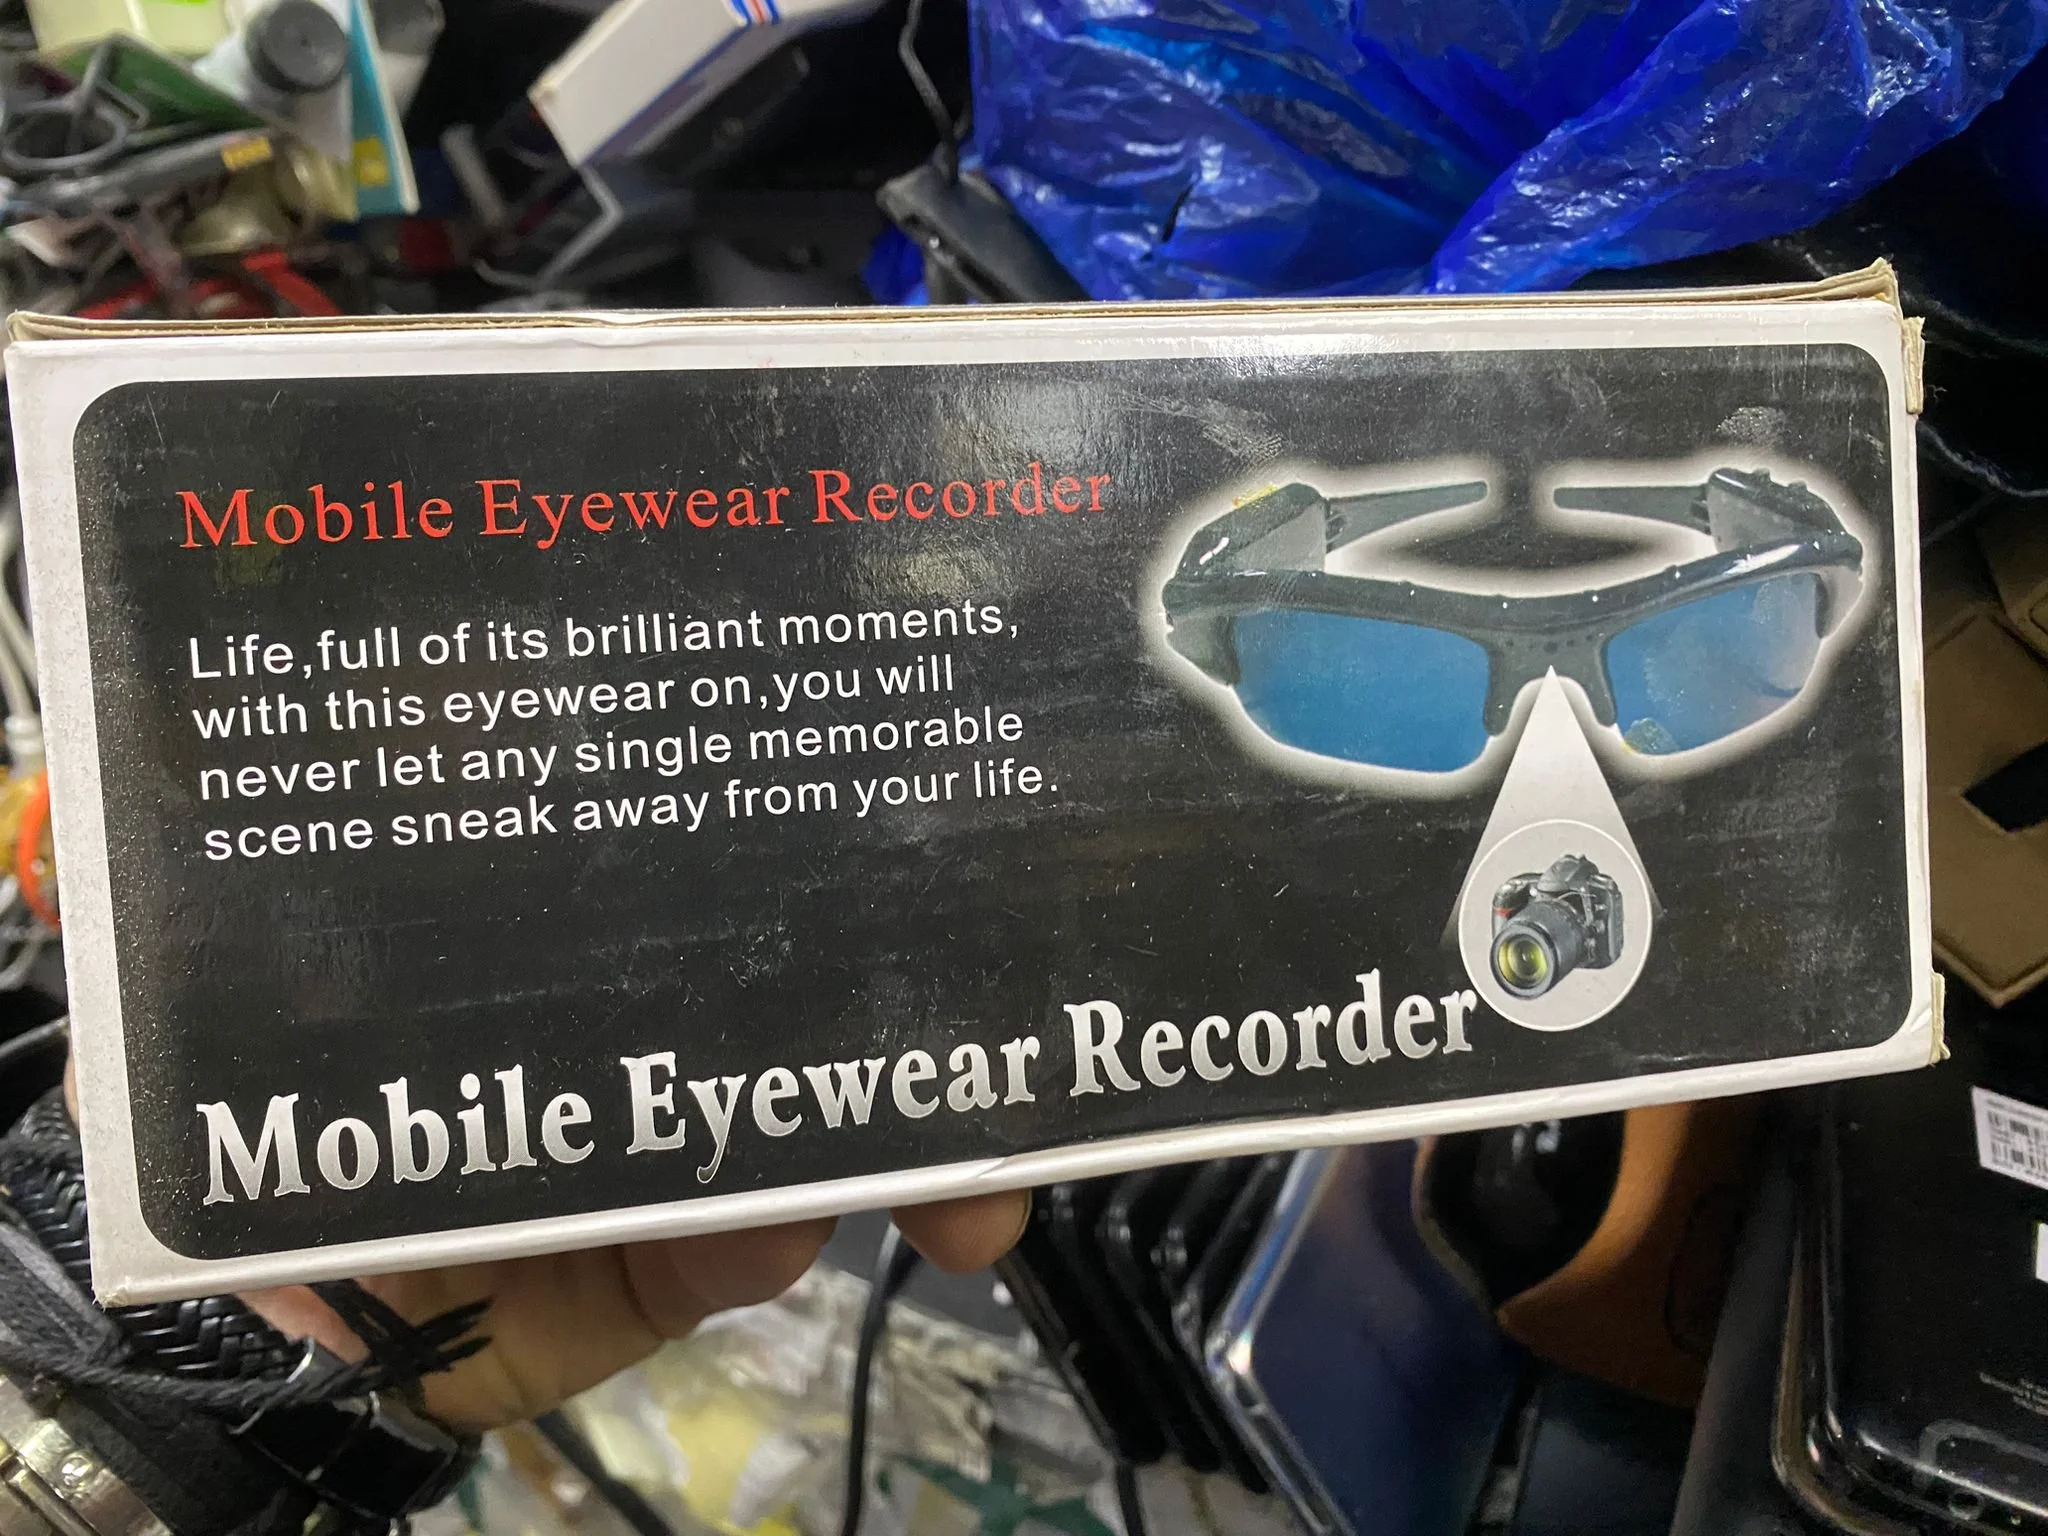 Mobile Eyewear Recorder
Life,full of its brilliant moments,
with this eyewear on,you will
never let any single memorable
scene sneak away from your life.
Mobile Eyewear Recorder